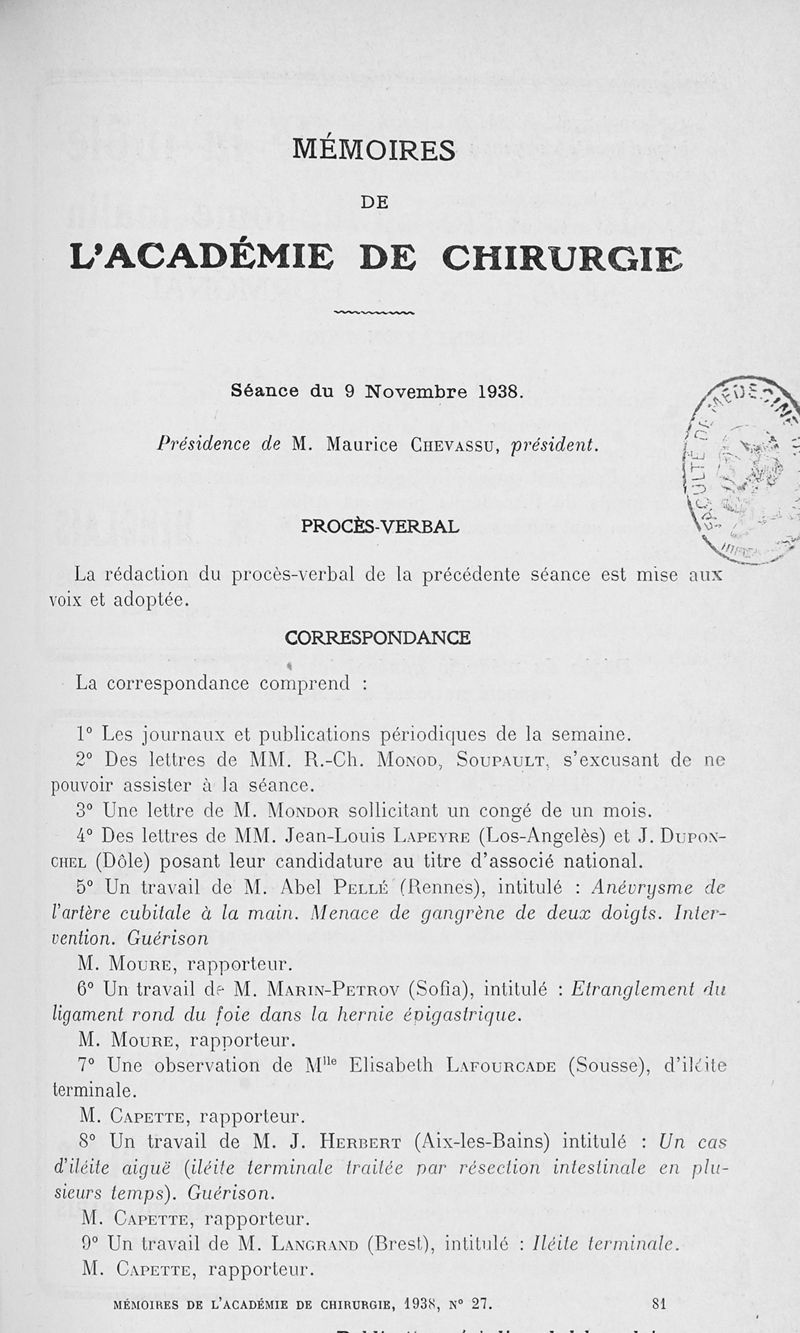 MÉMOIRES
DE
L'ACADÉMIE DE CHIRURGIE
Séance du 9 Novembre 1938.
Présidence de M. Maurice CHEVASSU, président.
PROCÈS-VERBAL
La rédaction du procès-verbal de la précédente séance est mise aux
voix et adoptée.
CORRESPONDANCE
La correspondance comprend :
1° Les journaux et publications périodiques de la semaine.
2° Des lettres de MM. R.-Ch. MONOD, SOUPAULT, s'excusant de ne
pouvoir assister à la séance.
3° Une lettre de M. MONDOR sollicitant un congé de un mois.
4° Des lettres de MM. Jean-Louis LAPEYRE (Los-Angelès) et J. DUPON-
CHEL (Dôle) posant leur candidature au titre d'associé national.
5° Un travail de M. Abel PELLÉ (Rennes), intitulé : Anévrysme de
l'artère cubitale à la main. Menace de gangrène de deux doigts. Inter-
vention. Guérison
M. MOURE, rapporteur.
6° Un travail de M. MARIN-PETROV (Sofia), intitulé : Etranglement du
ligament rond du foie dans la hernie épigastrique.
M. MOURE, rapporteur.
7° Une observation de Mlle Elisabeth LAFOURCADE (Sousse), d'iléite
terminale.
M. CAPETTE, rapporteur.
8° Un travail de M. J. HERBERT (Aix-les-Bains) intitulé : Un cas
d'iléite aiguë (iléite terminale traitée par résection intestinale en plu-
sieurs temps). Guérison.
M. CAPETTE, rapporteur.
9° Un travail de M. LANGRAND (Brest), intitulé : Iléite terminale.
M. CAPETTE, rapporteur.
MÉMOIRES DE L'ACADÉMIE DE CHIRURGIE, 1938, N° 27. 81